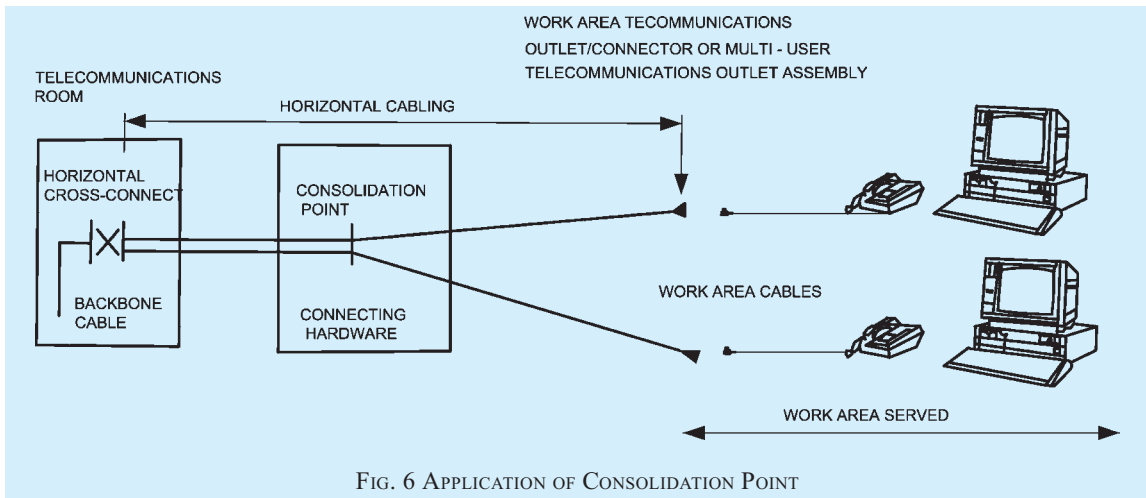 WORK AREA TECOMMUNICATIONS
OUTLET/CONNECTOR OR MULTI - USER
TELECOMMUNICATIONS OUTLET ASSEMBLY
TELECOMMUNICATIONS
ROOM
HORIZONTAL CABLING
HORIZONTAL
CROSS-CONNECT
CONSOLIDATION
POINT
BACKBONE
CABLE
CONNECTING
HARDWARE
WORK AREA CABLES
WORK AREA SERVED
FIG. 6 APPLICATION OF CONSOLIDATION POINT